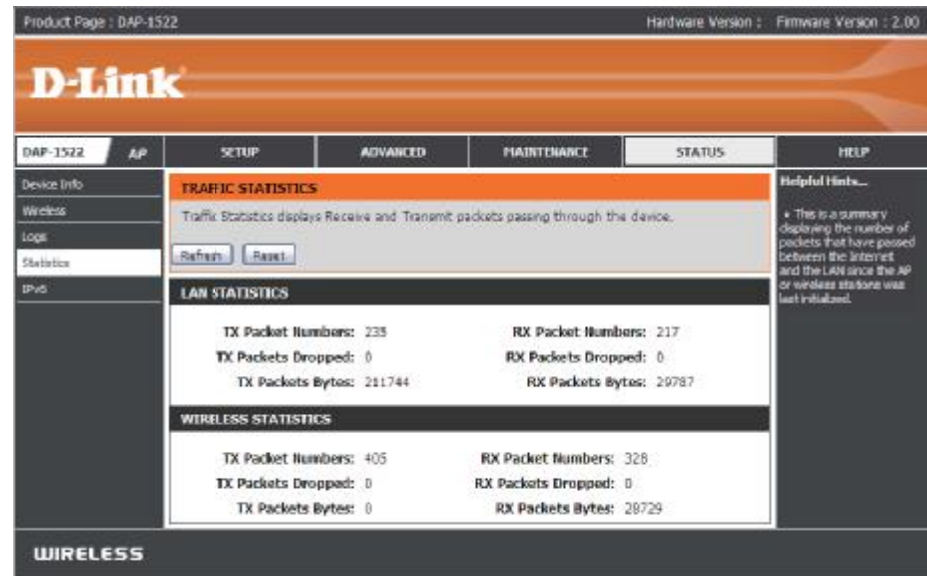 Product Page : DAP-1522 Hardware Version : Firmware Version : 2.00
D-Link
DAP-1522 AP SETUP ADVANCED MAINTENANCE STATUS HELP
Device Info
Wireless
Logs
Statistics
IPv6
TRAFFIC STATISTICS
Traffic Statistics displays Receive and Transmit packets passing through the device.
Refresh Reset
LAN STATISTICS
TX Packet Numbers: 235 RX Packet Numbers: 217
TX Packets Dropped: 0 RX Packets Dropped: 0
TX Packets Bytes: 211744 RX Packets Bytes: 29787
WIRELESS STATISTICS
TX Packet Numbers: 405 RX Packet Numbers: 328
TX Packets Dropped: 0 RX Packets Dropped: 0
TX Packets Bytes: 0 RX Packets Bytes: 28729
Helpful Hints...
• This is a summary
displaying the number of
packets that have passed
between the Internet
and the LAN since the AP
or wireless stations was
last initialized.
WIRELESS